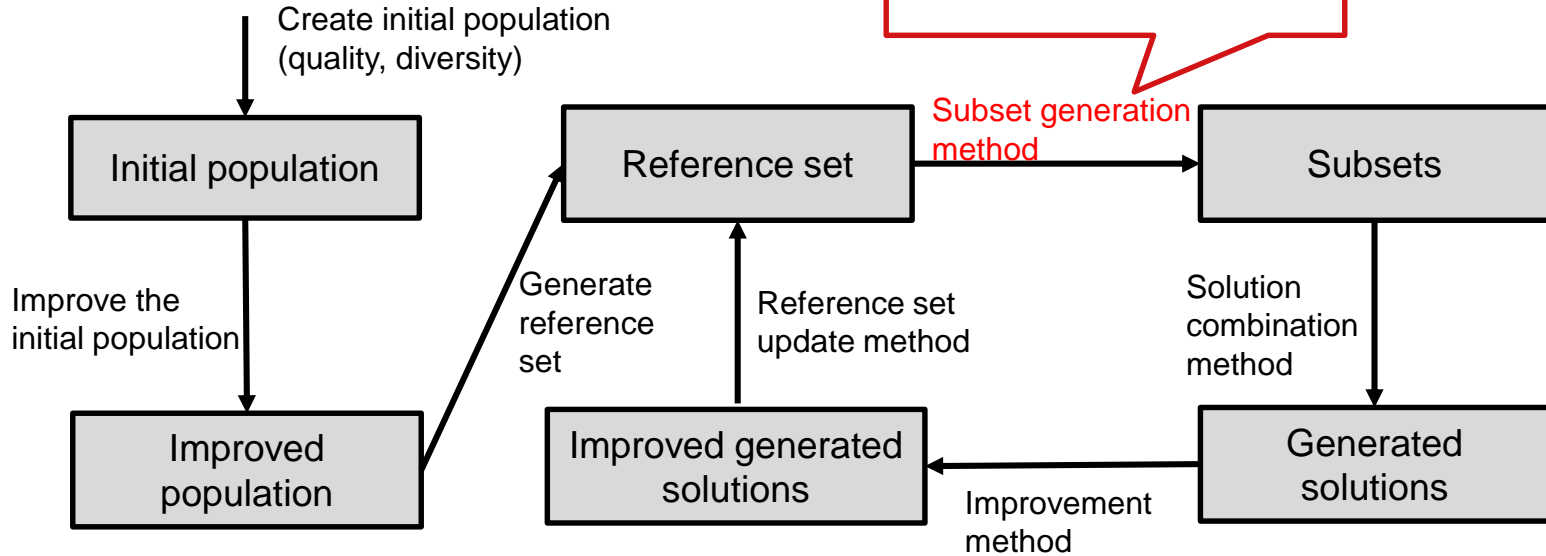 Create initial population
(quality, diversity)
Initial population
Improve the
initial population
Improved
population
Generate
reference
set
Reference set
Subset generation
method
Subsets
Solution
combination
method
Generated
solutions
Improvement
method
Improved generated
solutions
Reference set
update method